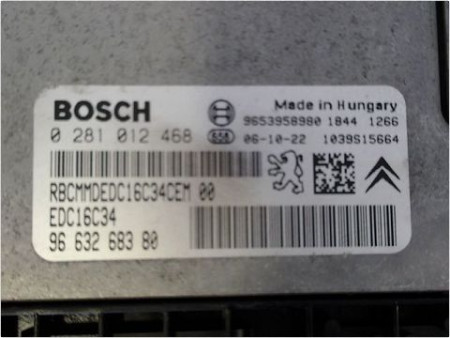 BOSCH
Made in Hungary
9653958980 1844 1266
0 281 012 468
06-10-22 1039S15664
RBCMMDEDC16C34CEM 00
EDC16C34
96 632 683 80